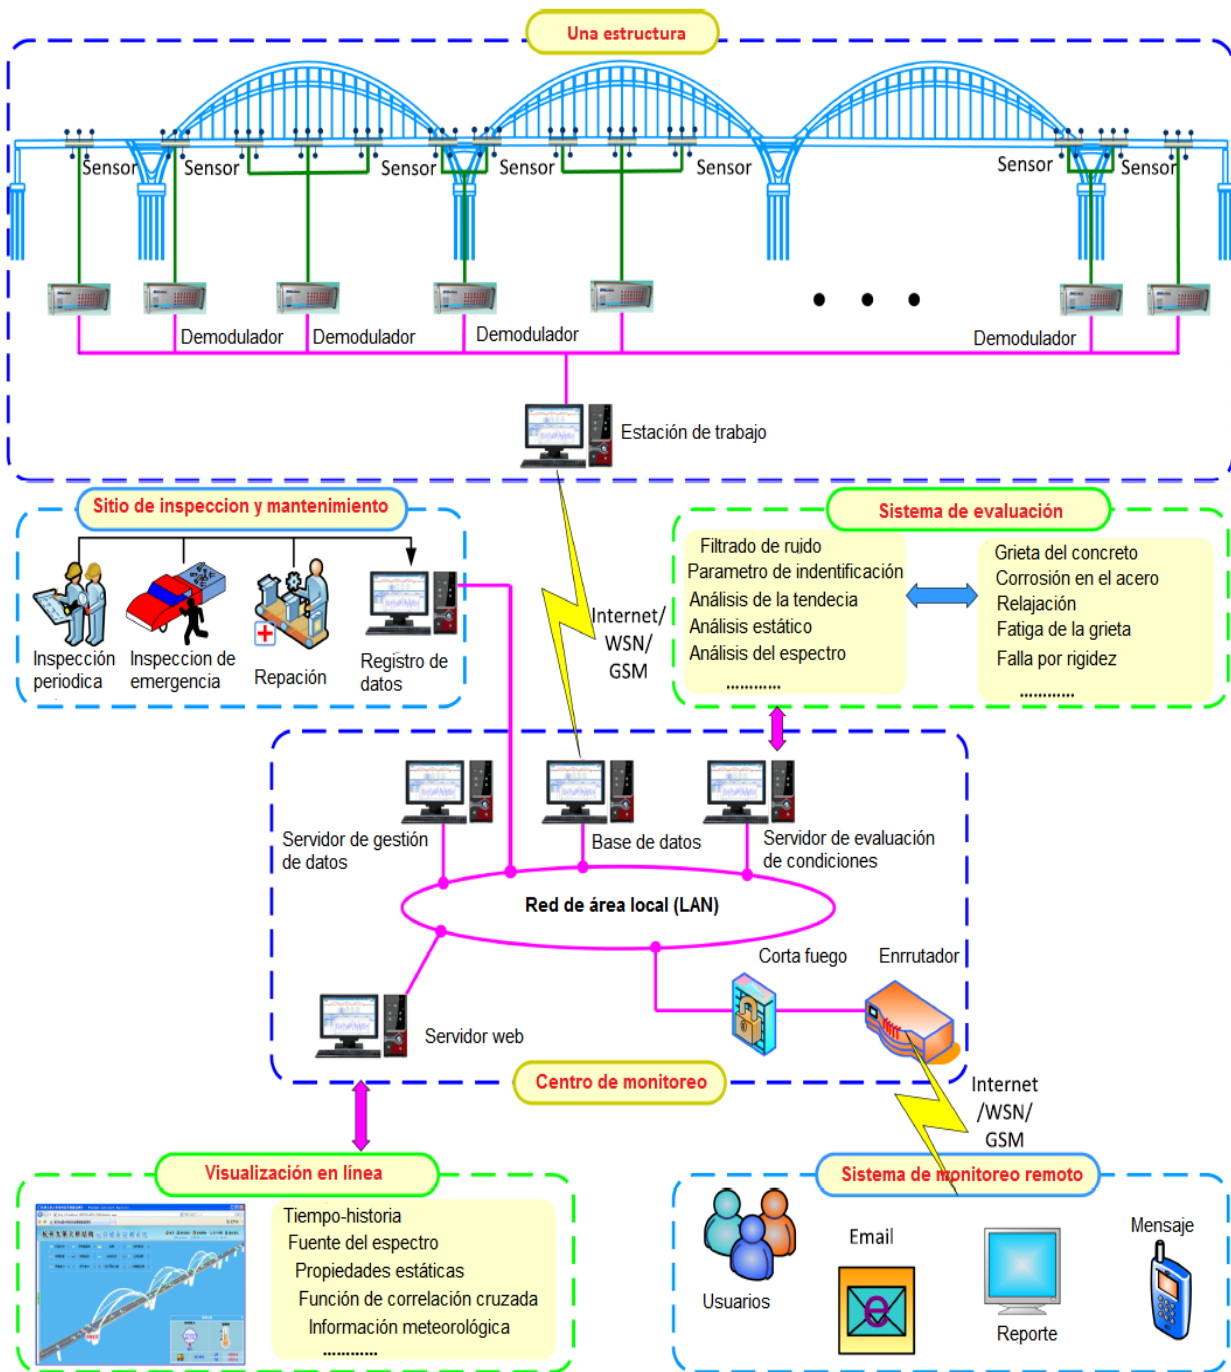 Una estructura
Sensor
Sensor
Sensor
Sensor
Sensor
Sensor
Demodulador
Demodulador
Demodulador
Demodulador
Estación de trabajo
Sitio de inspeccion y mantenimiento
Inspección
periodica
Inspeccion de
emergencia
Repación
Registro de
datos
Internet/
WSN/
GSM
Sistema de evaluación
Filtrado de ruido
Parametro de indentificación
Análisis de la tendecia
Análisis estático
Análisis del espectro
............
Grieta del concreto
Corrosión en el acero
Relajación
Fatiga de la grieta
Falla por rigidez
............
Servidor de gestión
de datos
Base de datos
Servidor de evaluación
de condiciones
Red de área local (LAN)
Corta fuego
Enrrutador
Servidor web
Centro de monitoreo
Internet
/WSN/
GSM
Visualización en línea
Tiempo-historia
Fuente del espectro
Propiedades estáticas
Función de correlación cruzada
Información meteorológica
............
Sistema de monitoreo remoto
Usuarios
Email
e
Reporte
Mensaje